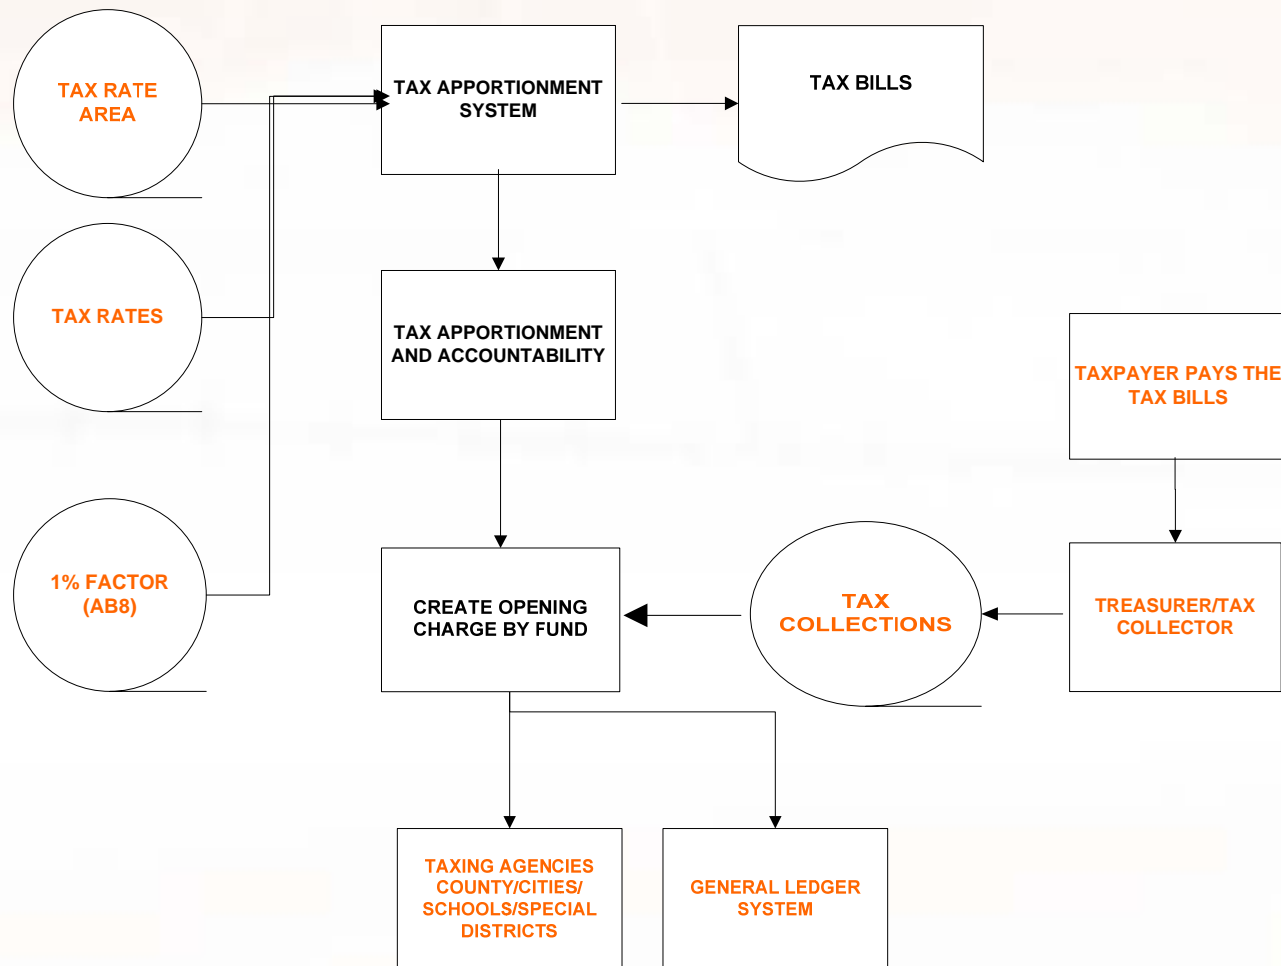 TAX RATE
AREA
TAX APPORTIONMENT
SYSTEM
TAX BILLS
TAX RATES
TAX APPORTIONMENT
AND ACCOUNTABILITY
TAXPAYER PAYS THE
TAX BILLS
1% FACTOR
(AB8)
CREATE OPENING
CHARGE BY FUND
TAX
COLLECTIONS
TREASURER/TAX
COLLECTOR
TAXING AGENCIES
COUNTY/CITIES/
SCHOOLS/SPECIAL
DISTRICTS
GENERAL LEDGER
SYSTEM